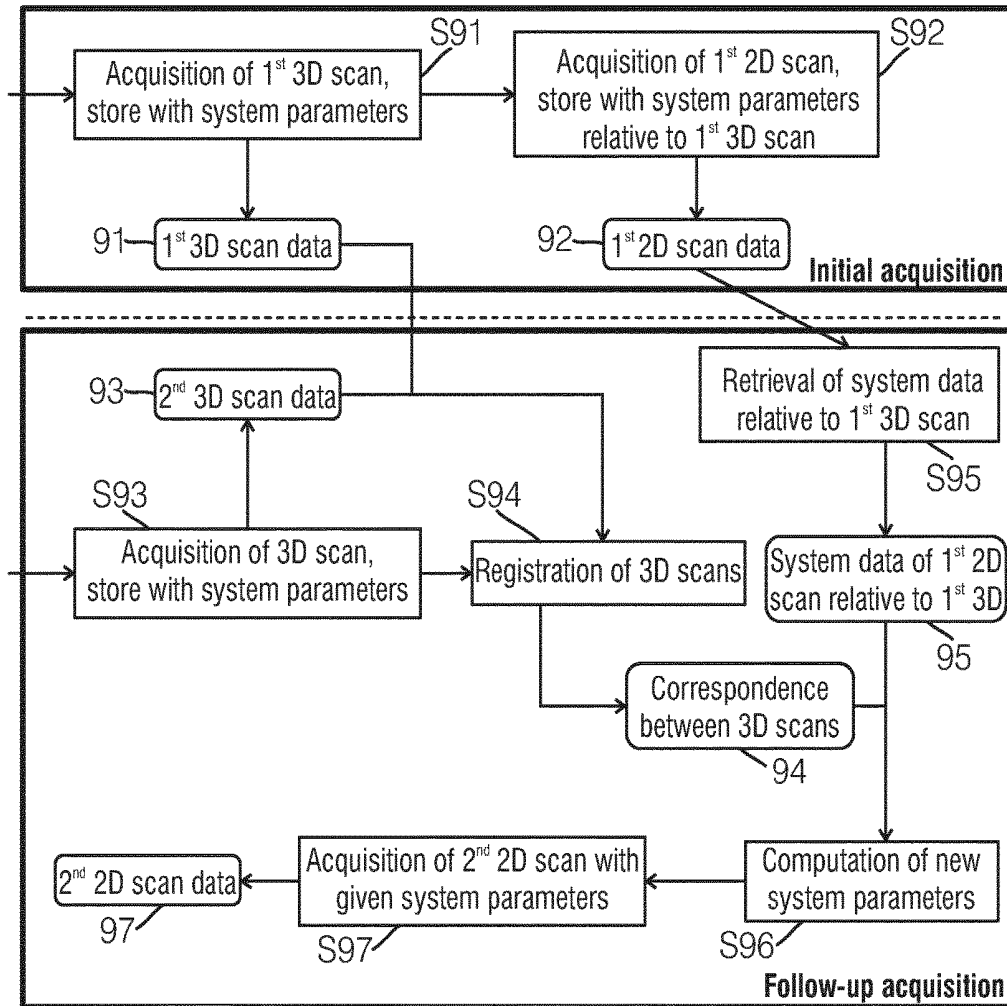 S91
S92
Acquisition of 1st 3D scan,
store with system parameters
Acquisition of 1st 2D scan,
store with system parameters
relative to 1st 3D scan
91
1st 3D scan data
92
1st 2D scan data
Initial acquisition
93
2nd 3D scan data
Retrieval of system data
relative to 1st 3D scan
S95
S93
S94
Acquisition of 3D scan,
store with system parameters
Registration of 3D scans
System data of 1st 2D
scan relative to 1st 3D
95
Correspondence
between 3D scans
94
2nd 2D scan data
97
Acquisition of 2nd 2D scan with
given system parameters
S97
Computation of new
system parameters
S96
Follow-up acquisition